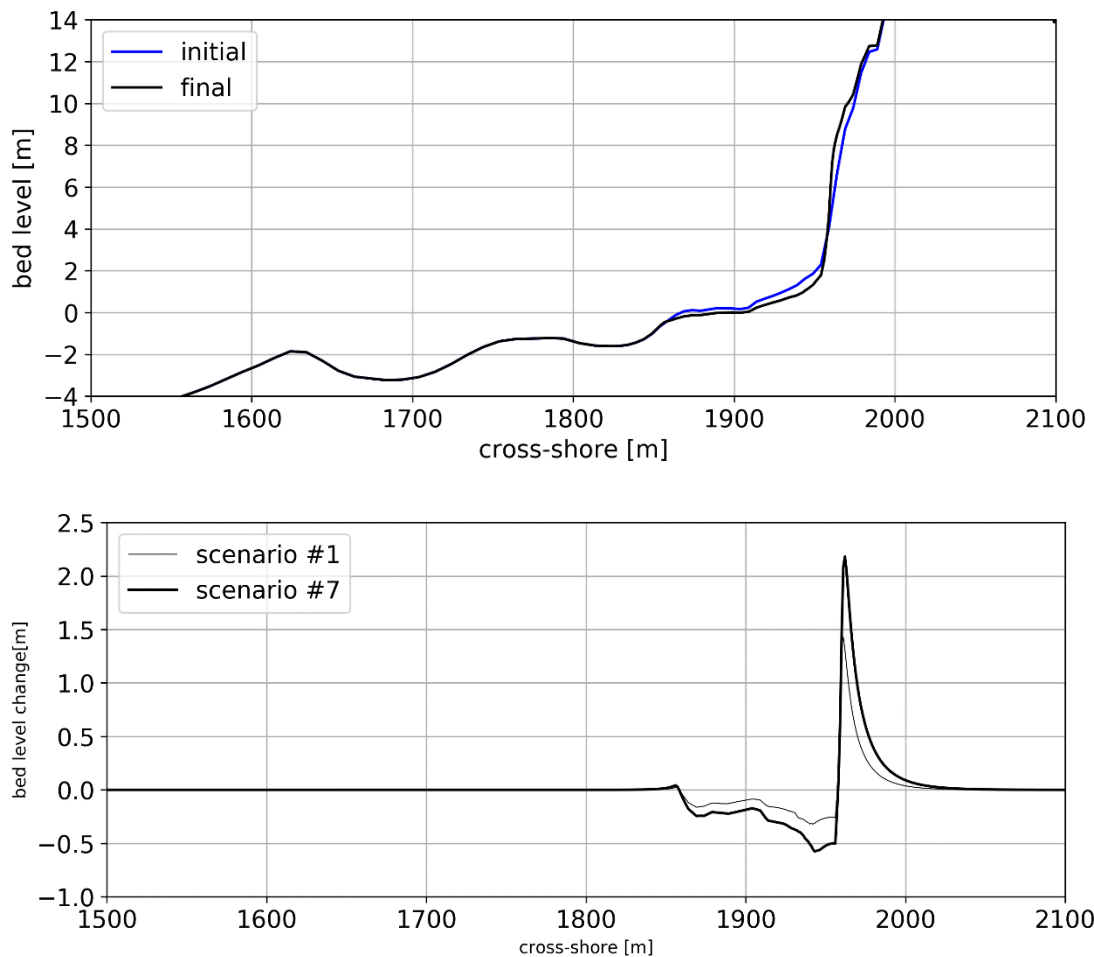 14
12
10
8
6
4
2
0
−2
−4
bed level [m]
initial
final
1500 1600 1700 1800 1900 2000 2100
cross-shore [m]
2.5
2.0
1.5
1.0
0.5
0.0
−0.5
−1.0
bed level change[m]
scenario #1
scenario #7
1500 1600 1700 1800 1900 2000 2100
cross-shore [m]